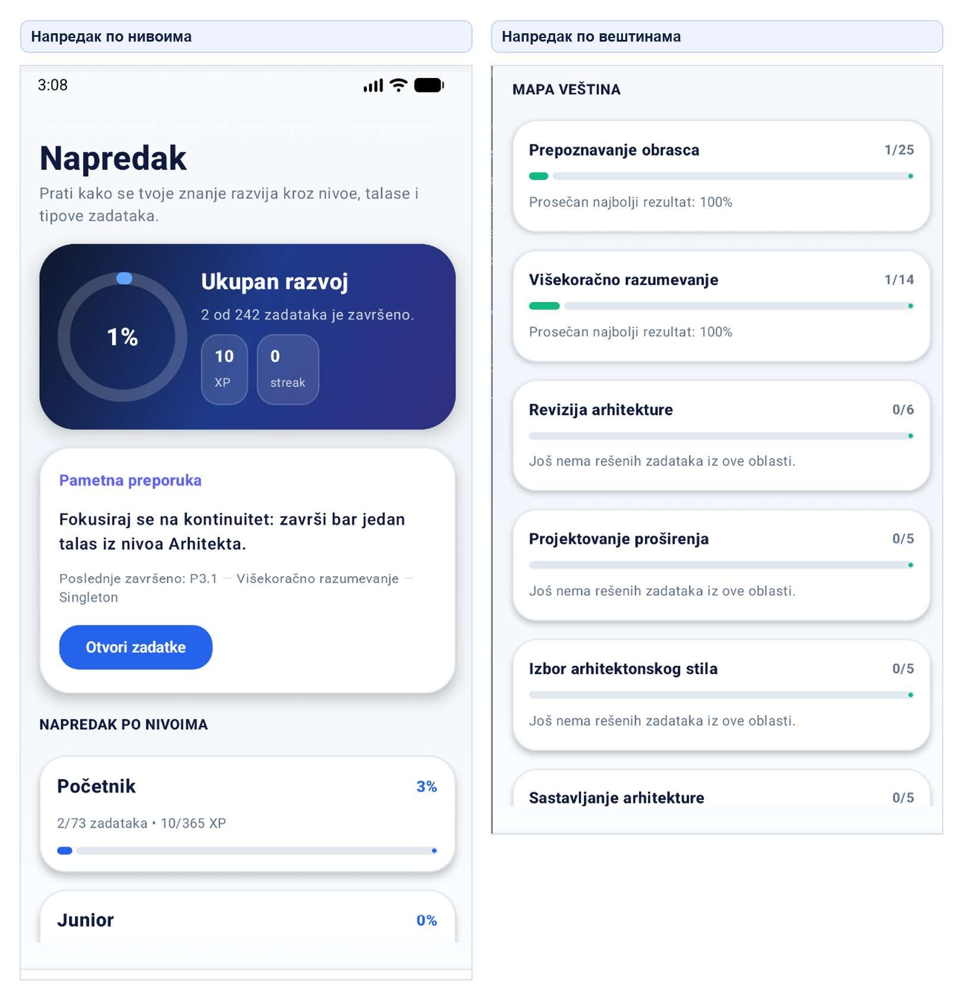 Напредак по нивоима
3:08
Napredak
Prati kako se tvoje znanje razvija kroz nivoe, talase i
tipove zadataka.
1%
Ukupan razvoj
2 od 242 zadataka je završeno.
10
XP
0
streak
Pametna preporuka
Fokusiraj se na kontinuitet: završi bar jedan
talas iz nivoa Arhitekta.
Poslednje završeno: P3.1 — Višekoračno razumevanje —
Singleton
Otvori zadatke
NAPREDAK PO NIVOIMA
Početnik
3%
2/73 zadataka • 10/365 XP
Junior
0%
Напредак по вештинама
MAPA VEŠTINA
Prepoznavanje obrasca
1/25
Prosečan najbolji rezultat: 100%
Višekoračno razumevanje
1/14
Prosečan najbolji rezultat: 100%
Revizija arhitekture
0/6
Još nema rešenih zadataka iz ove oblasti.
Projektovanje proširenja
0/5
Još nema rešenih zadataka iz ove oblasti.
Izbor arhitektonskog stila
0/5
Još nema rešenih zadataka iz ove oblasti.
Sastavljanje arhitekture
0/5